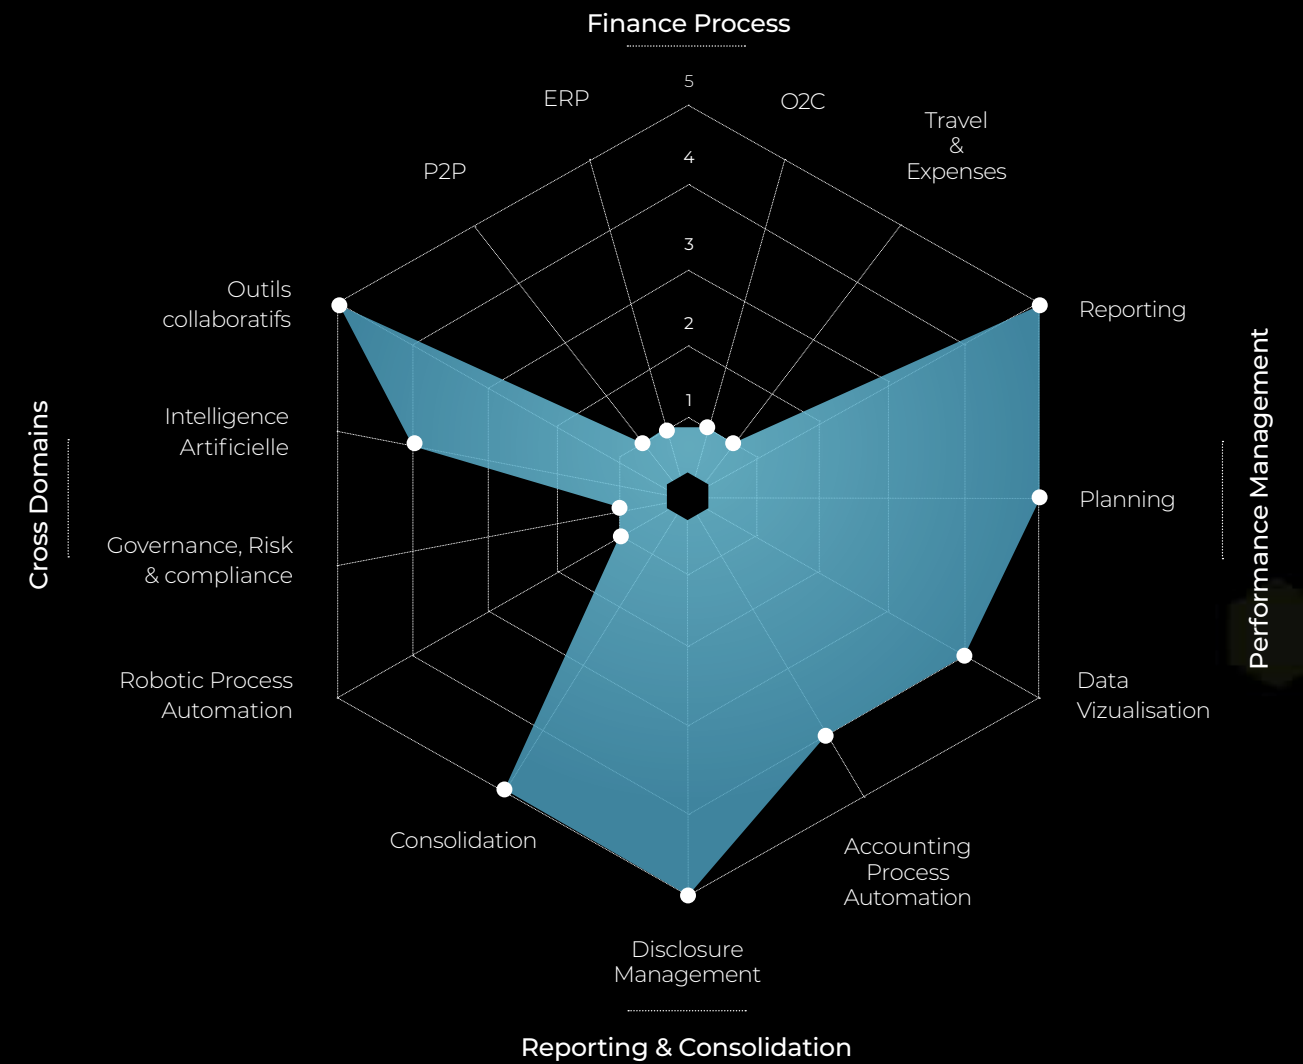 Finance Process
5
4
3
2
1
ERP
O2C
P2P
Travel
&
Expenses
Outils
collaboratifs
Reporting
Intelligence
Artificielle
Planning
Governance, Risk
& compliance
Robotic Process
Automation
Data
Vizualisation
Consolidation
Accounting
Process
Automation
Disclosure
Management
Cross Domains
Performance Management
Reporting & Consolidation